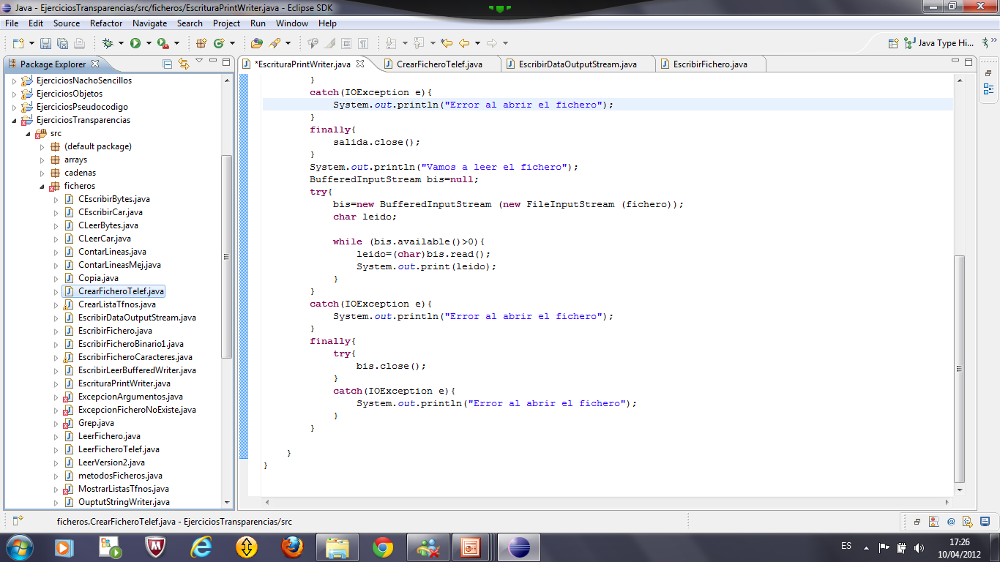 Java - EjerciciosTransparencias/src/ficheros/EscrituraPrintWriter.java - Eclipse SDK
File Edit Source Refactor Navigate Search Project Run Window Help
Java Type Hi...
Package Explorer
*EscrituraPrintWriter.java CrearFicheroTelef.java EscribirDataOutputStream.java EscribirFichero.java
EjerciciosNachoSencillos
EjerciciosObjetos
EjerciciosPseudocodigo
EjerciciosTransparencias
src
(default package)
arrays
cadenas
ficheros
CEscribirBytes.java
CEscribirCar.java
CLeerBytes.java
CLeerCar.java
ContarLineas.java
ContarLineasMej.java
Copia.java
CrearFicheroTelef.java
CrearListaTfnos.java
EscribirDataOutputStream.java
EscribirFichero.java
EscribirFicheroBinario1.java
EscribirFicheroCaracteres.java
EscribirLeerBufferedWriter.java
EscrituraPrintWriter.java
ExcepcionArgumentos.java
ExcepcionFicheroNoExiste.java
Grep.java
LeerFichero.java
LeerFicheroTelef.java
LeerVersion2.java
metodosFicheros.java
MostrarListasTfnos.java
OuptutStringWriter.java
}
catch(IOException e){
System.out.println("Error al abrir el fichero");
}
finally{
salida.close();
}
System.out.println("Vamos a leer el fichero");
BufferedInputStream bis=null;
try{
bis=new BufferedInputStream (new FileInputStream (fichero));
char leido;
while (bis.available()>0){
leido=(char)bis.read();
System.out.print(leido);
}
}
catch(IOException e){
System.out.println("Error al abrir el fichero");
}
finally{
try{
bis.close();
}
catch(IOException e){
System.out.println("Error al abrir el fichero");
}
}
}
}
ficheros.CrearFicheroTelef.java - EjerciciosTransparencias/src
ES
17:26
10/04/2012